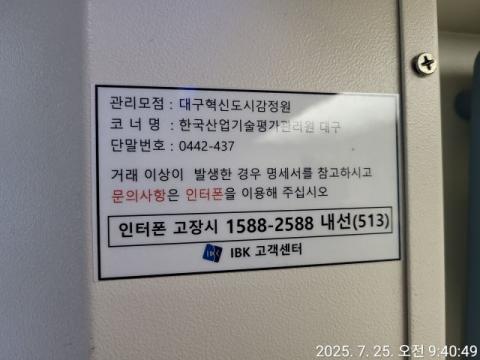 관리모점 : 대구혁신도시감정원
코 너 명 : 한국산업기술평가관리원 대구
단말번호 : 0442-437
거래 이상이 발생한 경우 명세서를 참고하시고
문의사항은 인터폰을 이용해 주십시오
인터폰 고장시 1588-2588 내선(513)
IBK 고객센터
2025. 7. 25. 오전 9:40:49